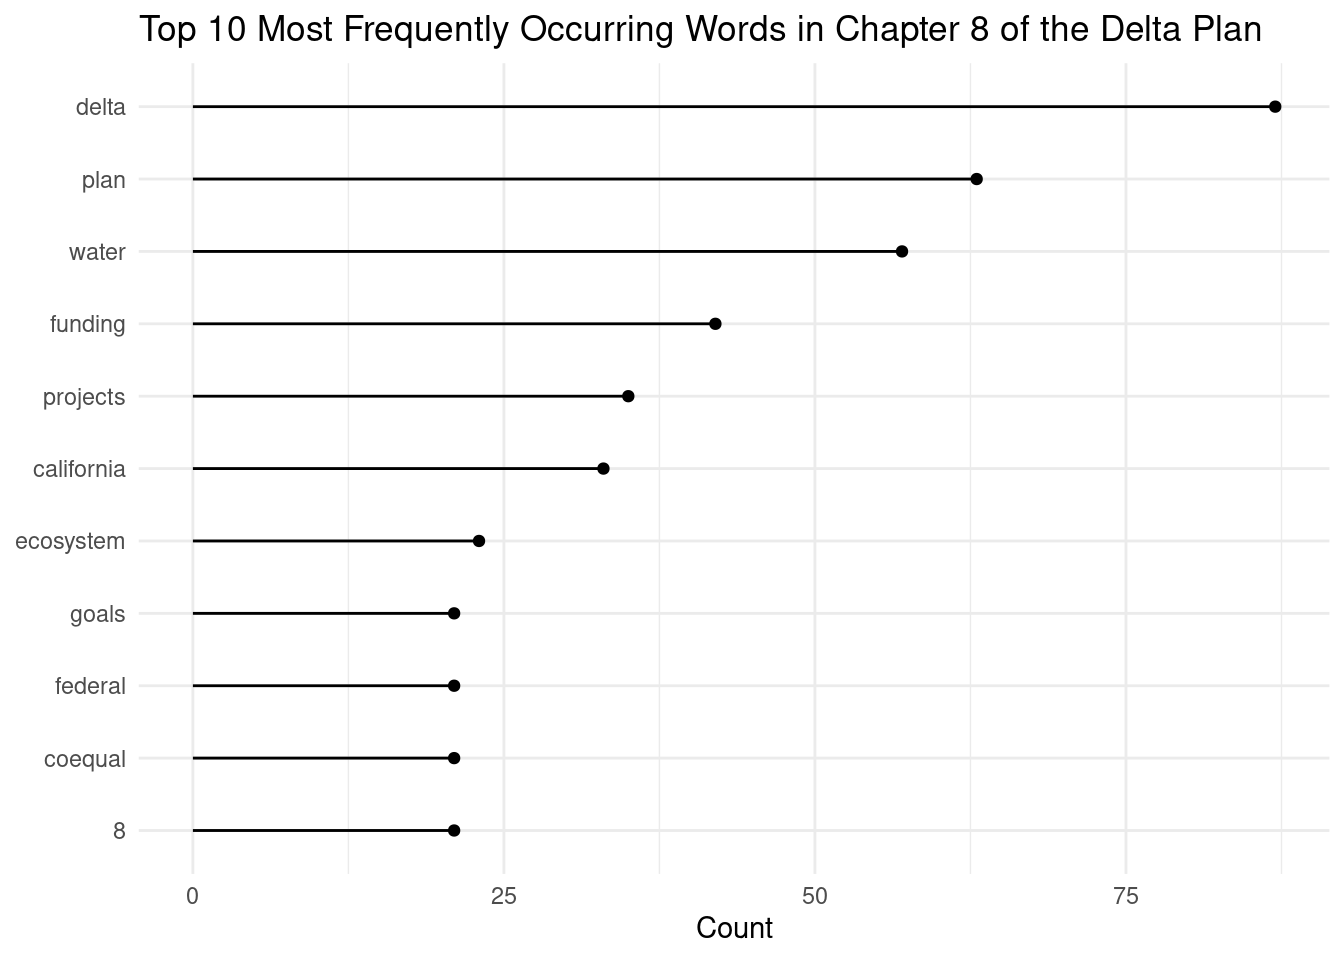 Top 10 Most Frequently Occurring Words in Chapter 8 of the Delta Plan
delta
plan
water
funding
projects
california
ecosystem
goals
federal
coequal
8
0 25 50 75
Count